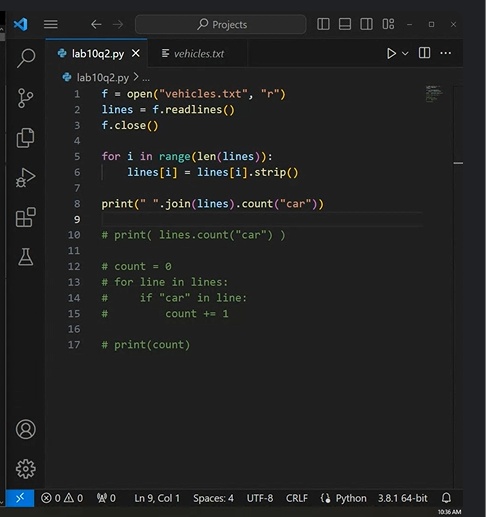 Projects
lab10q2.py
vehicles.txt
lab10q2.py > ...
1 f = open("vehicles.txt", "r")
2 lines = f.readlines()
3 f.close()
4
5 for i in range(len(lines)):
6     lines[i] = lines[i].strip()
7
8 print(" ".join(lines).count("car"))
9
10 # print( lines.count("car") )
11
12 # count = 0
13 # for line in lines:
14 #     if "car" in line:
15 #         count += 1
16
17 # print(count)
0 0 0 Ln 9, Col 1 Spaces: 4 UTF-8 CRLF Python 3.8.1 64-bit
10:36 AM